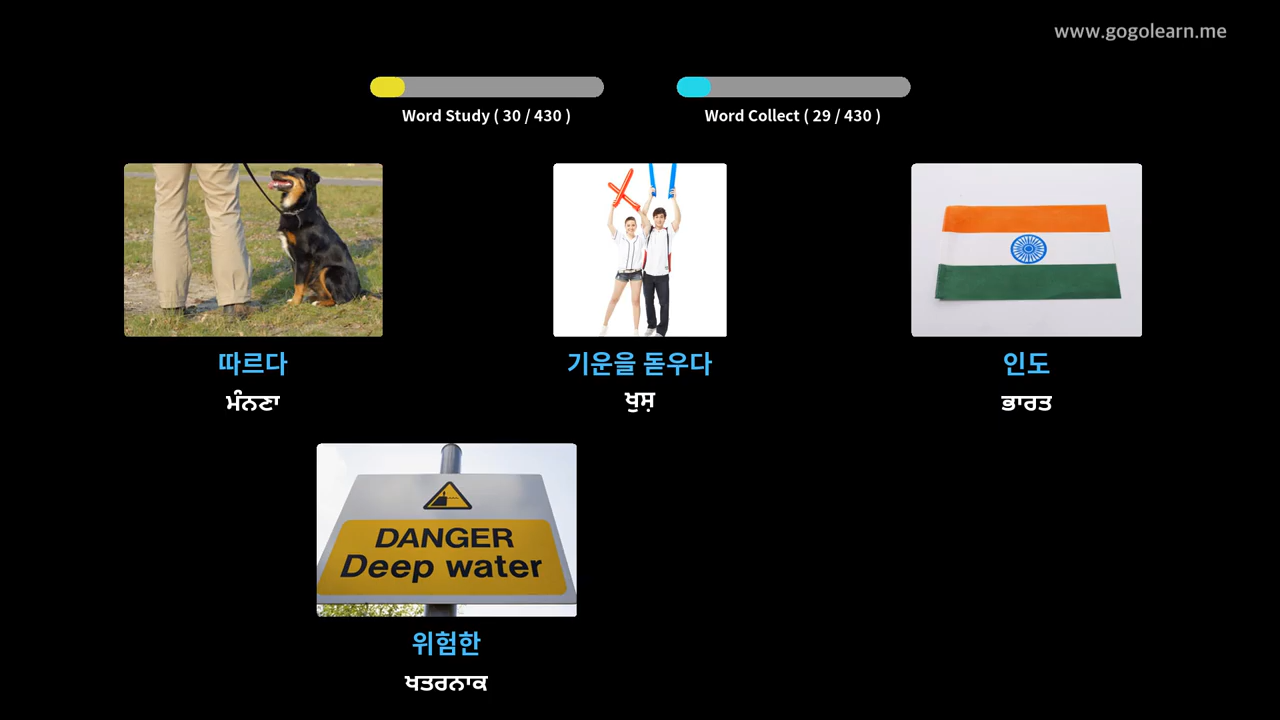 www.gogolearn.me
Word Study ( 30 / 430 )
Word Collect ( 29 / 430 )
따르다
기운을 돋우다
인도
ਮੰਨਣਾ
ਖੁਸ਼
ਭਾਰਤ
DANGER
Deep water
위험한
ਖਤਰਨਾਕ